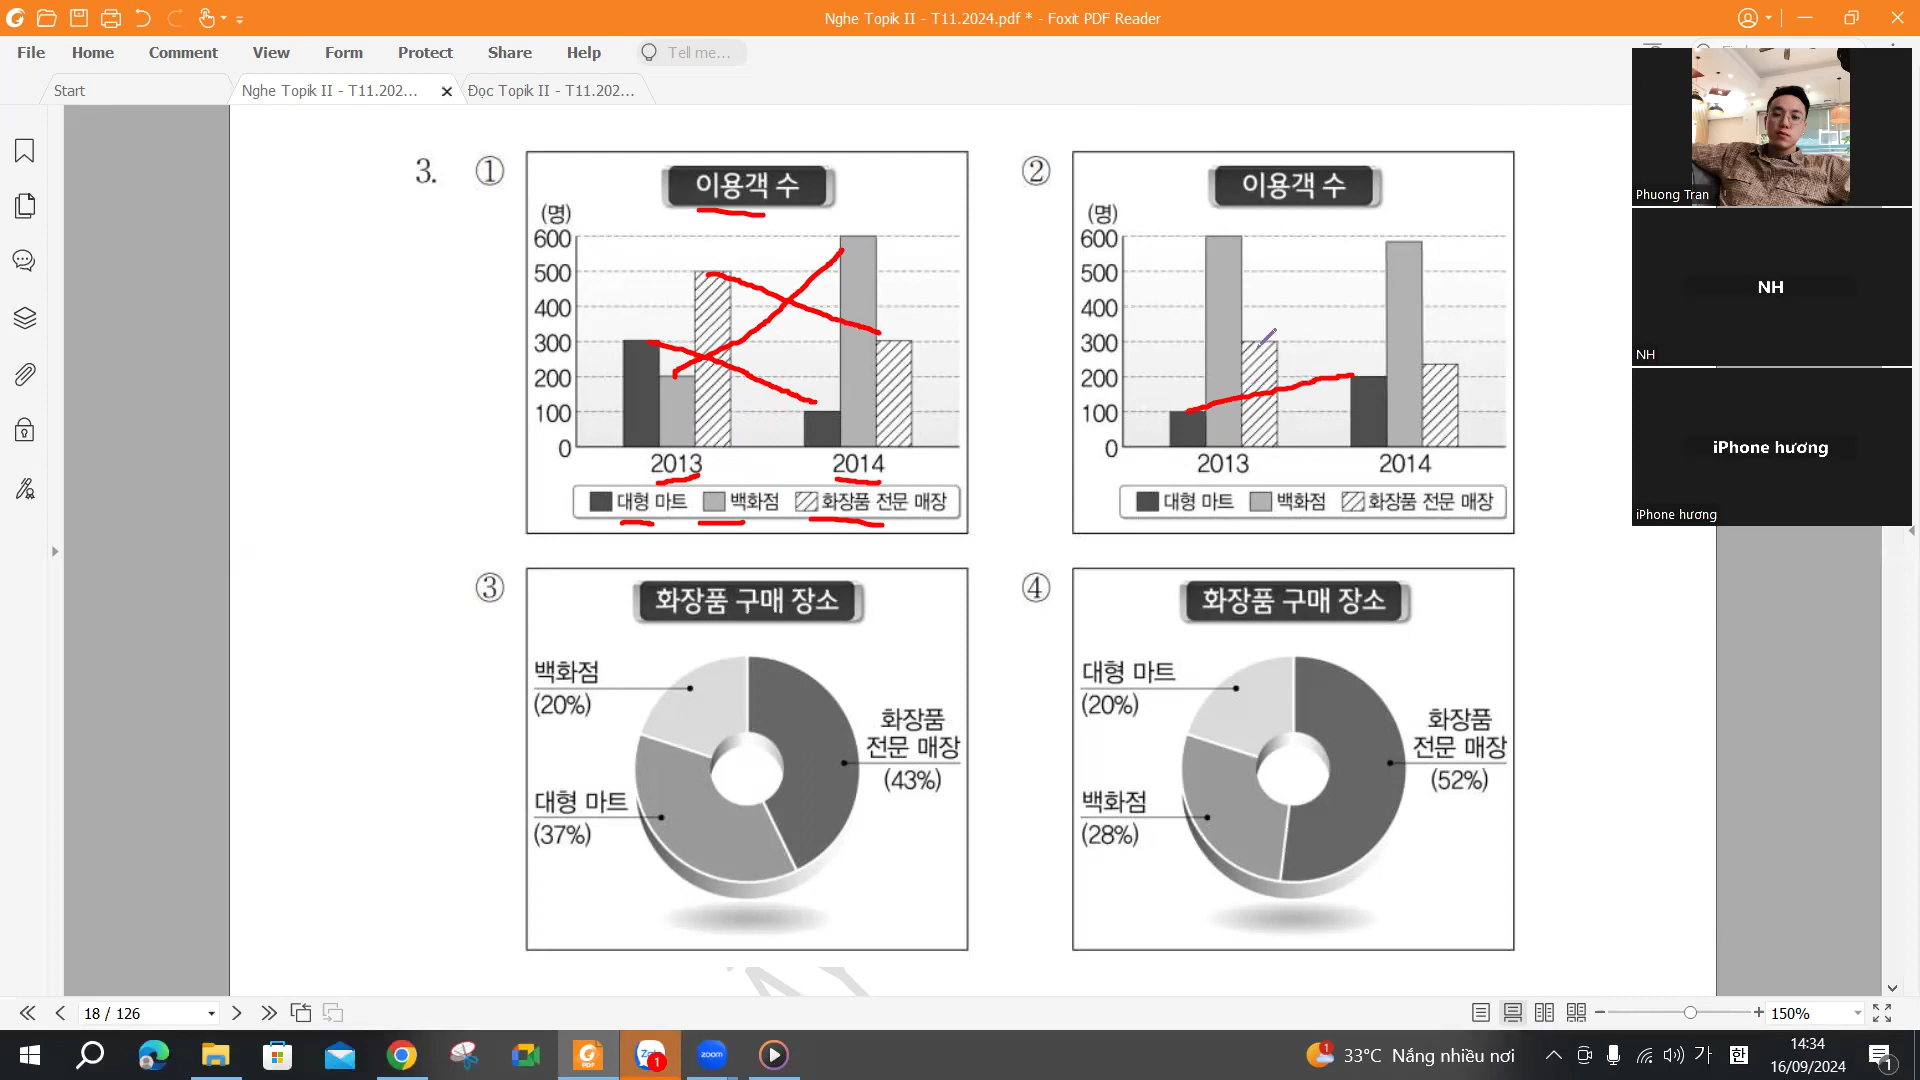 Nghe Topik II - T11.2024.pdf * - Foxit PDF Reader
File Home Comment View Form Protect Share Help Tell me...
Start
Nghe Topik II - T11.202...
Đọc Topik II - T11.202...
3. ①
이용객 수
(명)
600
500
400
300
200
100
0
2013 2014
대형 마트 백화점 화장품 전문 매장
②
이용객 수
(명)
600
500
400
300
200
100
0
2013 2014
대형 마트 백화점 화장품 전문 매장
③
화장품 구매 장소
백화점
(20%)
화장품
전문 매장
(43%)
대형 마트
(37%)
④
화장품 구매 장소
대형 마트
(20%)
화장품
전문 매장
(52%)
백화점
(28%)
Phuong Tran
NH
NH
iPhone hương
iPhone hương
18 / 126
150%
zoom
1
1
33°C Nắng nhiều nơi
가
한
14:34
16/09/2024
1